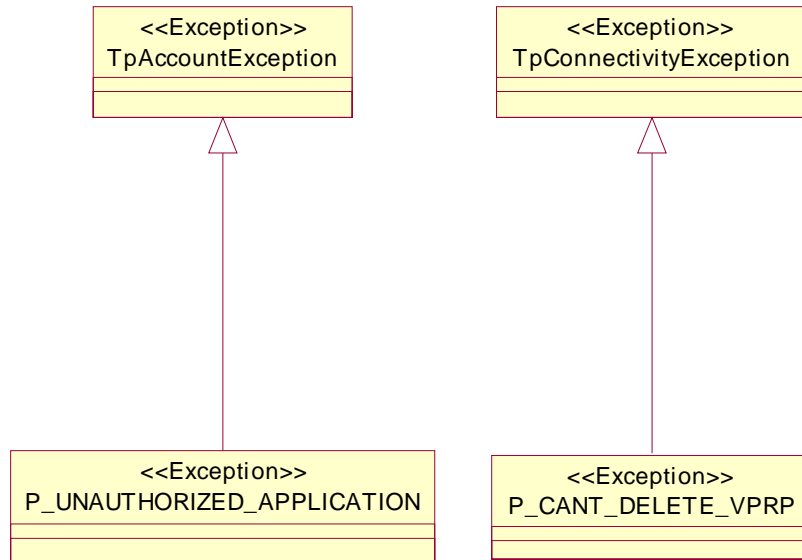 <<Exception>>
TpAccountException
<<Exception>>
TpConnectivityException
<<Exception>>
P_UNAUTHORIZED_APPLICATION
<<Exception>>
P_CANT_DELETE_VPRP